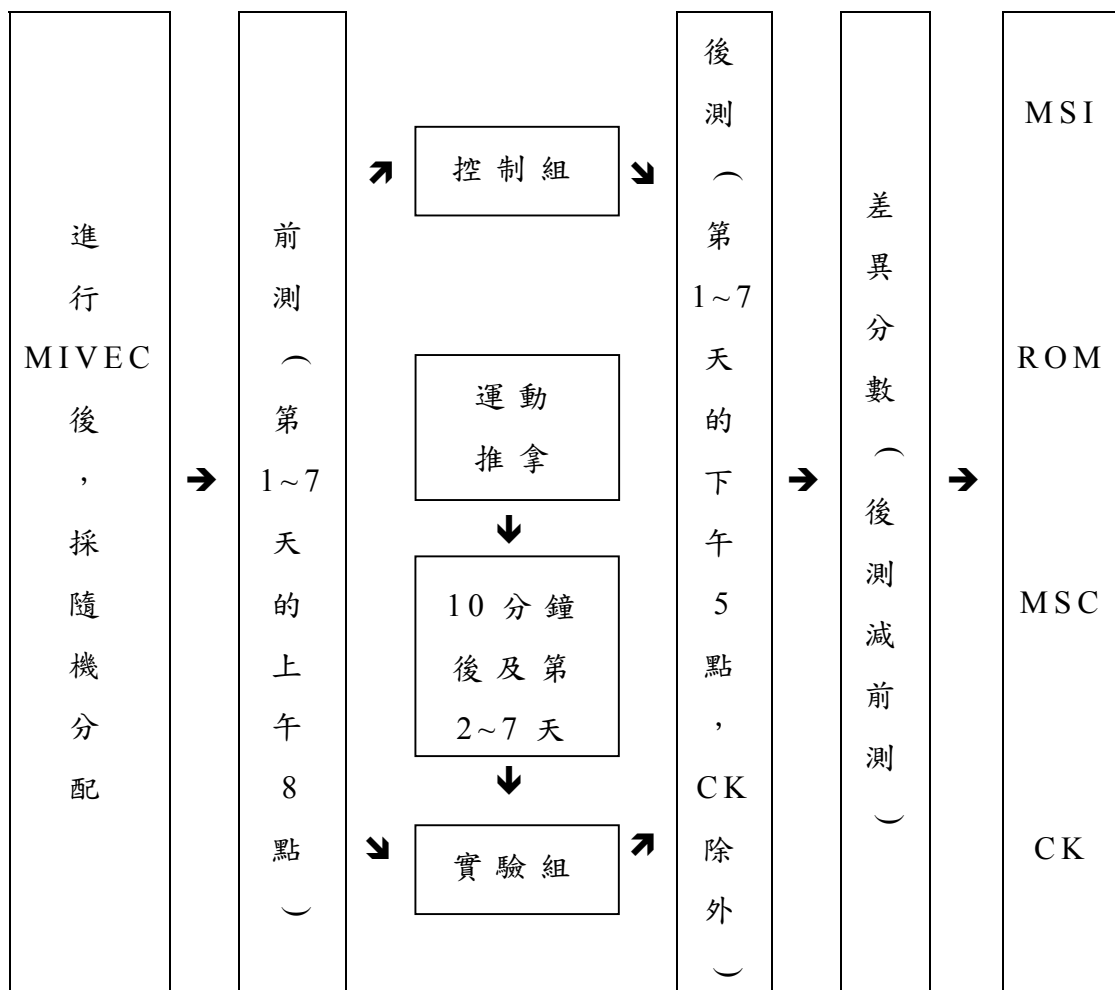 進行MIVEC後，採隨機分配
前測（第1~7天的上午8點）
控制組
運動
推拿
10分鐘
後及第
2~7天
實驗組
後測（第1~7天的下午5點，CK除外）
差異分數（後測減前測）
MSI
ROM
MSC
CK